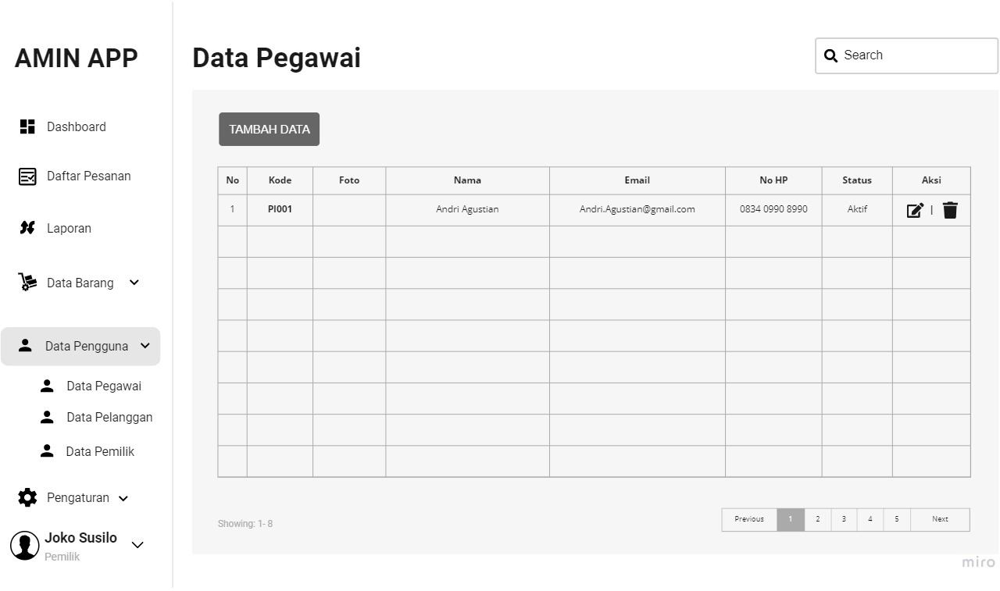 AMIN APP
Dashboard
Daftar Pesanan
Laporan
Data Barang
Data Pengguna
Data Pegawai
Data Pelanggan
Data Pemilik
Pengaturan
Joko Susilo
Pemilik
Data Pegawai
Search
TAMBAH DATA
No Kode Foto Nama Email No HP Status Aksi
1 PI001 Andri Agustian Andri.Agustian@gmail.com 0834 0990 8990 Aktif |
Showing: 1- 8
Previous 1 2 3 4 5 Next
miro